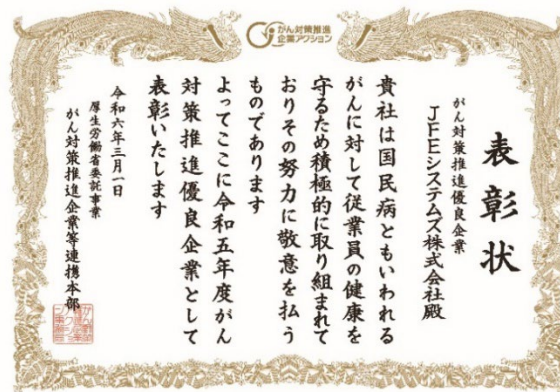 がん対策推進
企業アクション
表彰状
がん対策推進優良企業
JFEシステムズ株式会社殿
貴社は国民病ともいわれる
がんに対して従業員の健康を
守るため積極的に取り組まれて
おりその努力に敬意を払う
ものであります
よってここに令和五年度がん
対策推進優良企業として
表彰いたします
令和六年三月一日
厚生労働省委託事業
がん対策推進企業等連携本部